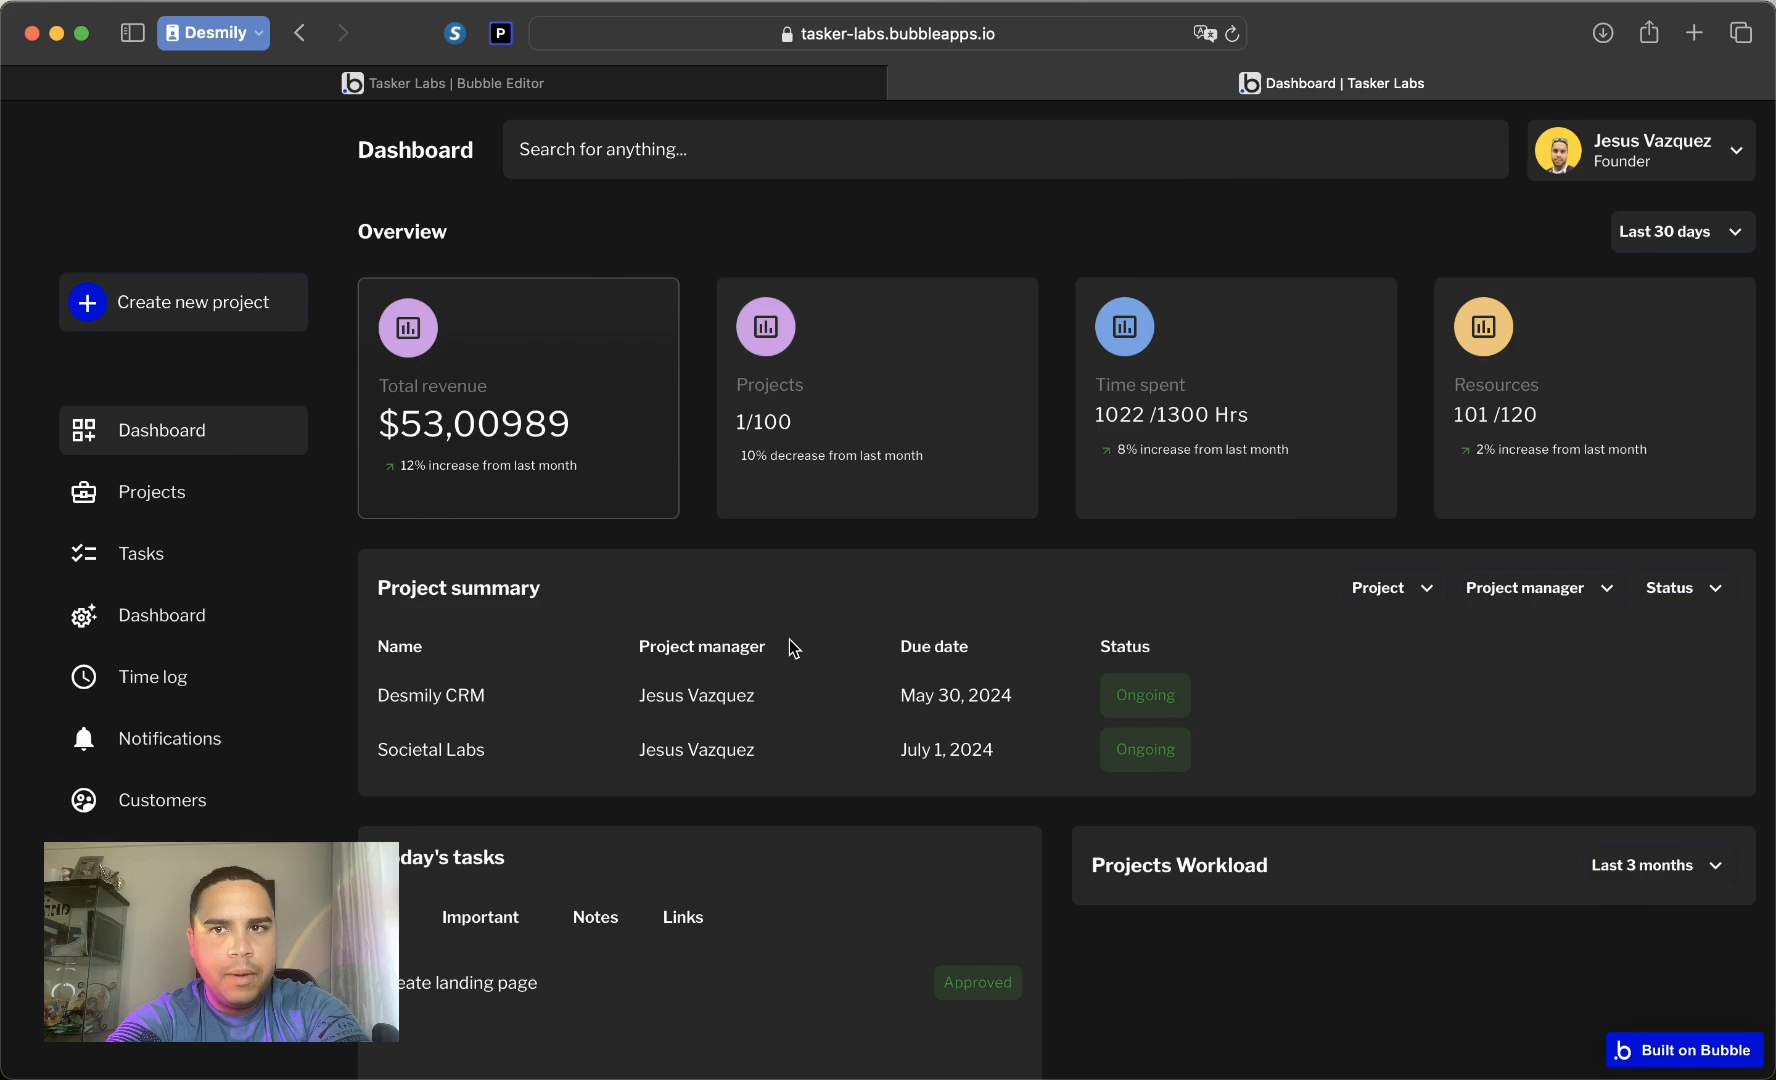 Desmily
S
P
tasker-labs.bubbleapps.io
Tasker Labs | Bubble Editor
Dashboard | Tasker Labs
Dashboard
Search for anything...
Jesus Vazquez
Founder
Overview
Last 30 days
Create new project
Total revenue
$53,00989
12% increase from last month
Projects
1/100
10% decrease from last month
Time spent
1022 /1300 Hrs
8% increase from last month
Resources
101 /120
2% increase from last month
Dashboard
Projects
Tasks
Dashboard
Time log
Notifications
Customers
Project summary
Project
Project manager
Status
Name
Project manager
Due date
Status
Desmily CRM
Jesus Vazquez
May 30, 2024
Ongoing
Societal Labs
Jesus Vazquez
July 1, 2024
Ongoing
day's tasks
Important
Notes
Links
eate landing page
Approved
Projects Workload
Last 3 months
b Built on Bubble